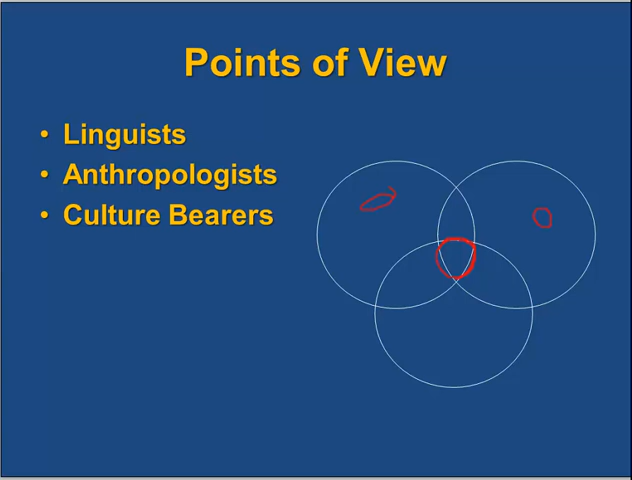 Points of View
• Linguists
• Anthropologists
• Culture Bearers